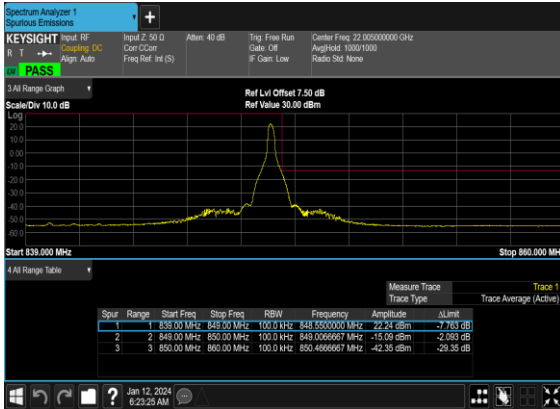 Spectrum Analyzer 1
Spurious Emissions
+
KEYSIGHT Input: RF Input Z: 50 Ω Atten: 40 dB Trig: Free Run Center Freq: 22.005000000 GHz
R T Coupling: DC Corr CCorr Gate: Off Avg|Hold: 1000/1000
Align: Auto Freq Ref: Int (S) IF Gain: Low Radio Std: None
PASS
3 All Range Graph
Ref Lvl Offset 7.50 dB
Scale/Div 10.0 dB Ref Value 30.00 dBm
Log
20.0
10.0
0.00
-10.0
-20.0
-30.0
-40.0
-50.0
-60.0
Start 839.000 MHz Stop 860.000 MH
4 All Range Table
Measure Trace Trace 1
Trace Type Trace Average (Active)
Spur Range Start Freq Stop Freq RBW Frequency Amplitude ΔLimit
1 1 839.00 MHz 849.00 MHz 100.0 kHz 848.5500000 MHz 22.24 dBm -7.763 dB
2 2 849.00 MHz 850.00 MHz 100.0 kHz 849.0066667 MHz -15.09 dBm -2.093 dB
3 3 850.00 MHz 860.00 MHz 100.0 kHz 850.4666667 MHz -42.35 dBm -29.35 dB
Jan 12, 2024
6:23:25 AM